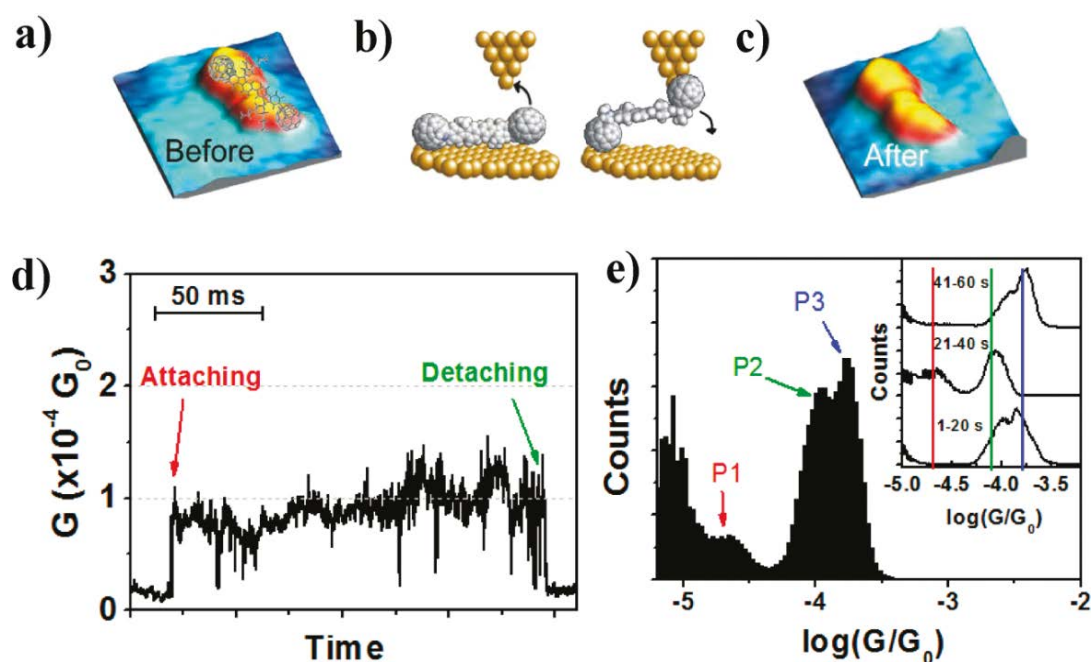 a)
Before
b)
c)
After
d)
3
2
1
0
G (x10⁻⁴ G₀)
50 ms
Attaching
Detaching
Time
e)
Counts
P1
P2
P3
-5
-4
-3
-2
log(G/G₀)
Counts
41-60 s
21-40 s
1-20 s
-5.0
-4.5
-4.0
-3.5
log(G/G₀)